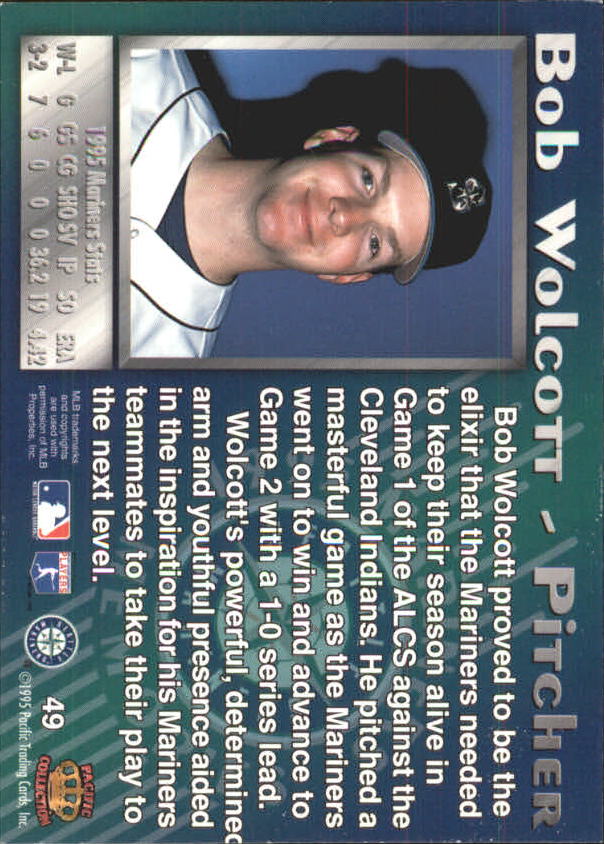 Bob Wolcott - Pitcher
Bob Wolcott proved to be the
elixir that the Mariners needed
to keep their season alive in
Game 1 of the ALCS against the
Cleveland Indians. He pitched a
masterful game as the Mariners
went on to win and advance to
Game 2 with a 1-0 series lead.
Wolcott's powerful, determined
arm and youthful presence aided
in the inspiration for his Mariners
teammates to take their play to
the next level.
1995 Mariners Stats
W-L G GS CG SHO SV IP SO ERA
3-2 7 6 0 0 0 36.2 19 4.42
MLB trademarks
and copyrights
are used with
permission of MLB
Properties, Inc.
PLAYERS
49
PACIFIC
COLLECTION
©1995 Pacific Trading Cards, Inc.